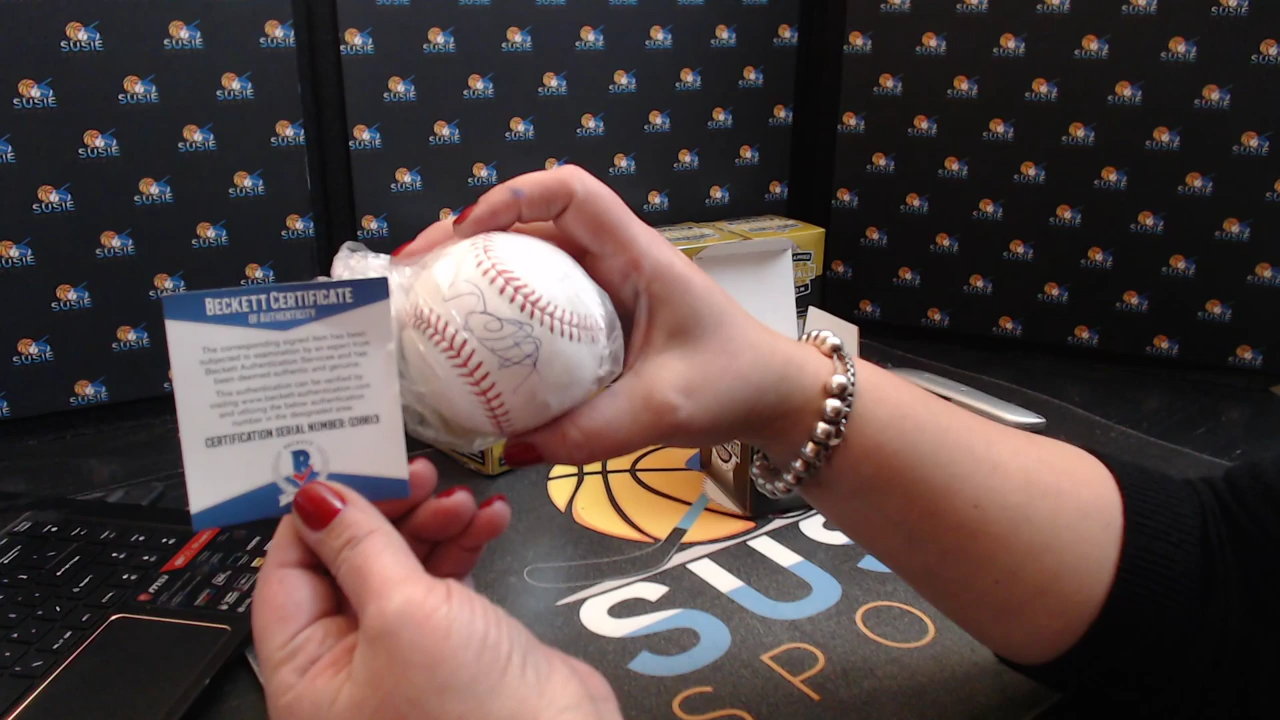 SUSIE
BECKETT CERTIFICATE
OF AUTHENTICITY
The corresponding signed item has been
subjected to examination by an expert from
Beckett Authentication Services and has
been deemed authentic and genuine.
This authentication can be verified by
visiting www.beckett-authentication.com
and utilizing the below authentication
number in the designated area.
CERTIFICATION SERIAL NUMBER:
B
SUS
SPO